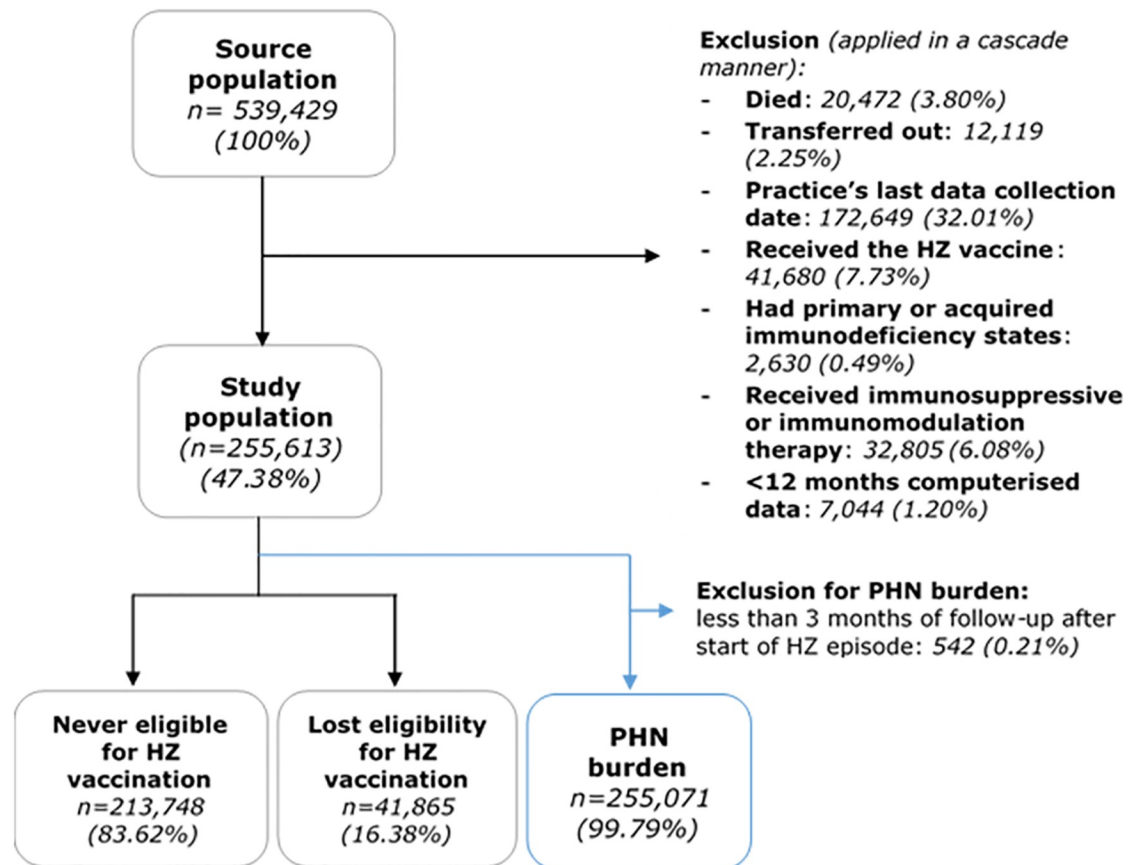 Source
population
n= 539,429
(100%)
Exclusion (applied in a cascade
manner):
- Died: 20,472 (3.80%)
- Transferred out: 12,119
(2.25%)
- Practice's last data collection
date: 172,649 (32.01%)
- Received the HZ vaccine:
41,680 (7.73%)
- Had primary or acquired
immunodeficiency states:
2,630 (0.49%)
- Received immunosuppressive
or immunomodulation
therapy: 32,805 (6.08%)
- <12 months computerised
data: 7,044 (1.20%)
Study
population
(n=255,613)
(47.38%)
Exclusion for PHN burden:
less than 3 months of follow-up after
start of HZ episode: 542 (0.21%)
Never eligible
for HZ
vaccination
n=213,748
(83.62%)
Lost eligibility
for HZ
vaccination
n=41,865
(16.38%)
PHN
burden
n=255,071
(99.79%)